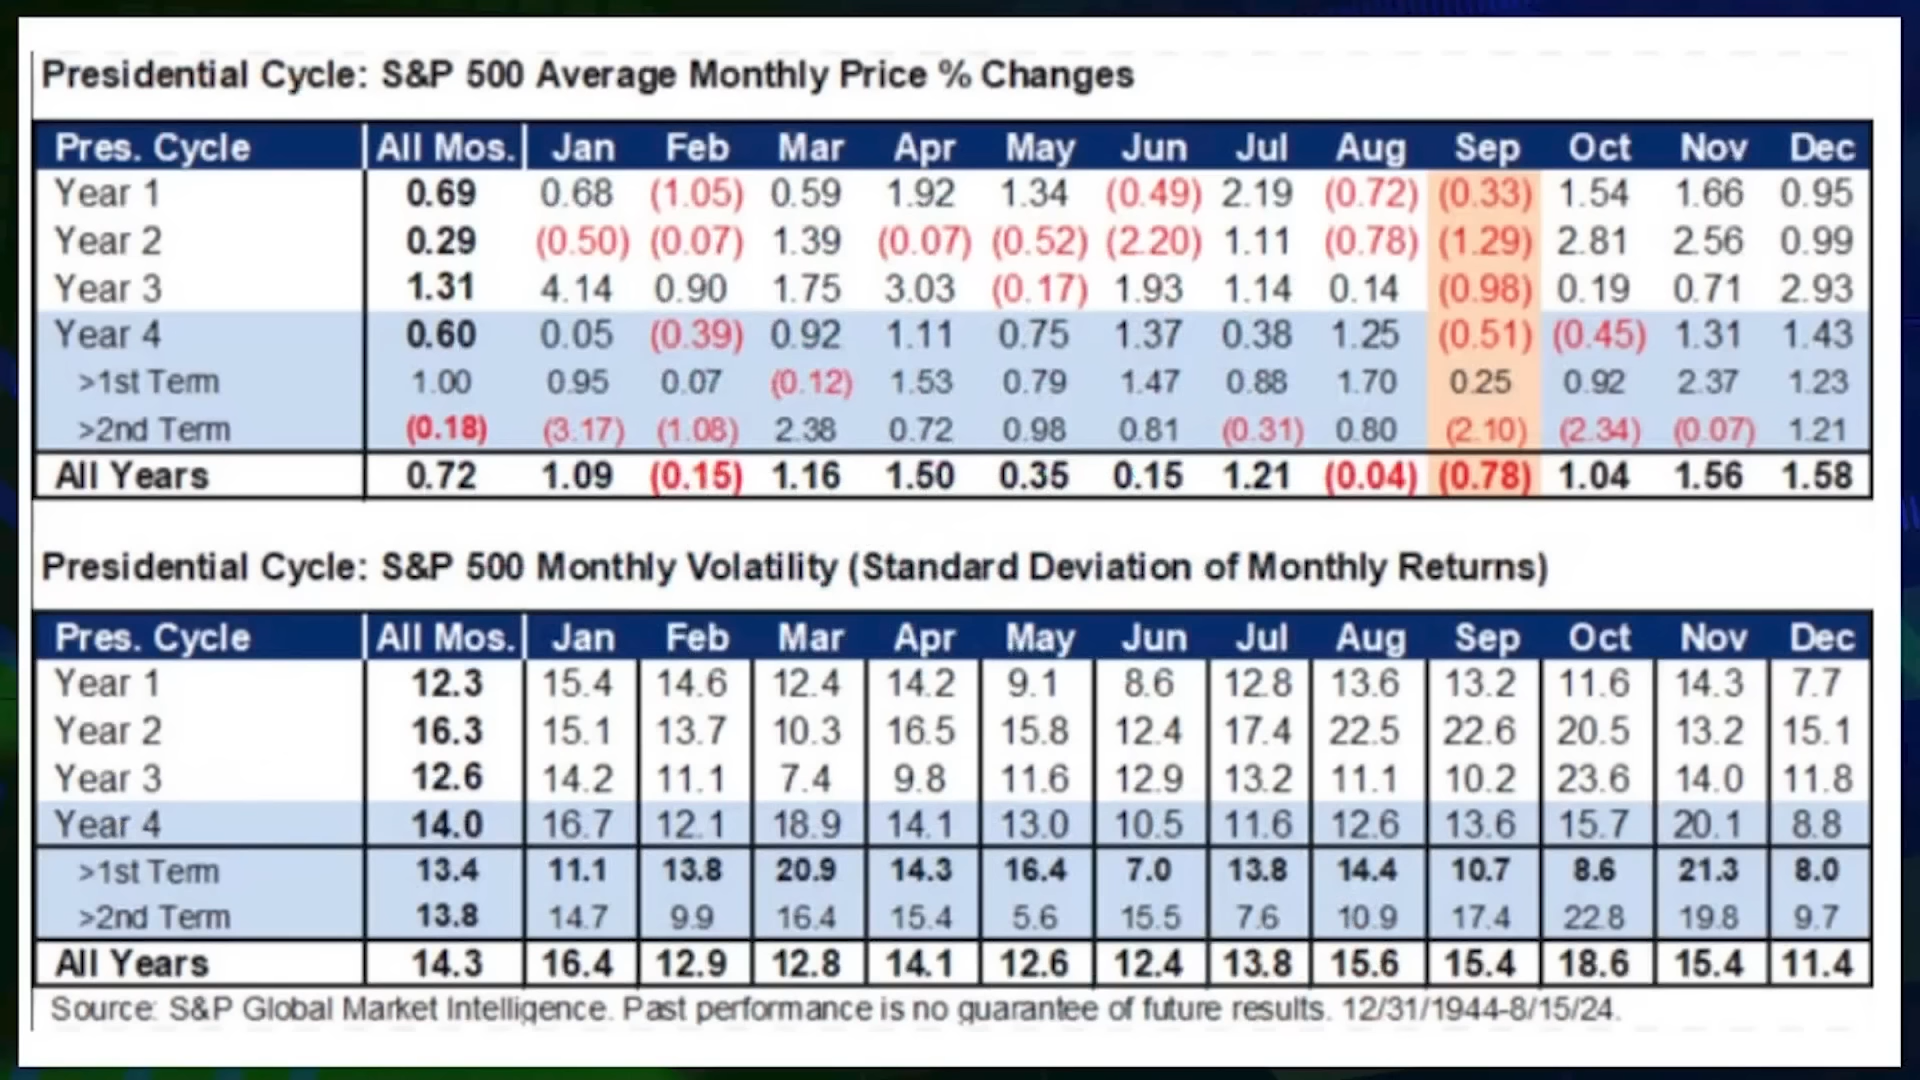 Presidential Cycle: S&P 500 Average Monthly Price % Changes
Pres. Cycle All Mos. Jan Feb Mar Apr May Jun Jul Aug Sep Oct Nov Dec
Year 1 0.69 0.68 (1.05) 0.59 1.92 1.34 (0.49) 2.19 (0.72) (0.33) 1.54 1.66 0.95
Year 2 0.29 (0.50) (0.07) 1.39 (0.07) (0.52) (2.20) 1.11 (0.78) (1.29) 2.81 2.56 0.99
Year 3 1.31 4.14 0.90 1.75 3.03 (0.17) 1.93 1.14 0.14 (0.98) 0.19 0.71 2.93
Year 4 0.60 0.05 (0.39) 0.92 1.11 0.75 1.37 0.38 1.25 (0.51) (0.45) 1.31 1.43
>1st Term 1.00 0.95 0.07 (0.12) 1.53 0.79 1.47 0.88 1.70 0.25 0.92 2.37 1.23
>2nd Term (0.18) (3.17) (1.08) 2.38 0.72 0.98 0.81 (0.31) 0.80 (2.10) (2.34) (0.07) 1.21
All Years 0.72 1.09 (0.15) 1.16 1.50 0.35 0.15 1.21 (0.04) (0.78) 1.04 1.56 1.58
Presidential Cycle: S&P 500 Monthly Volatility (Standard Deviation of Monthly Returns)
Pres. Cycle All Mos. Jan Feb Mar Apr May Jun Jul Aug Sep Oct Nov Dec
Year 1 12.3 15.4 14.6 12.4 14.2 9.1 8.6 12.8 13.6 13.2 11.6 14.3 7.7
Year 2 16.3 15.1 13.7 10.3 16.5 15.8 12.4 17.4 22.5 22.6 20.5 13.2 15.1
Year 3 12.6 14.2 11.1 7.4 9.8 11.6 12.9 13.2 11.1 10.2 23.6 14.0 11.8
Year 4 14.0 16.7 12.1 18.9 14.1 13.0 10.5 11.6 12.6 13.6 15.7 20.1 8.8
>1st Term 13.4 11.1 13.8 20.9 14.3 16.4 7.0 13.8 14.4 10.7 8.6 21.3 8.0
>2nd Term 13.8 14.7 9.9 16.4 15.4 5.6 15.5 7.6 10.9 17.4 22.8 19.8 9.7
All Years 14.3 16.4 12.9 12.8 14.1 12.6 12.4 13.8 15.6 15.4 18.6 15.4 11.4
Source: S&P Global Market Intelligence. Past performance is no guarantee of future results. 12/31/1944-8/15/24.